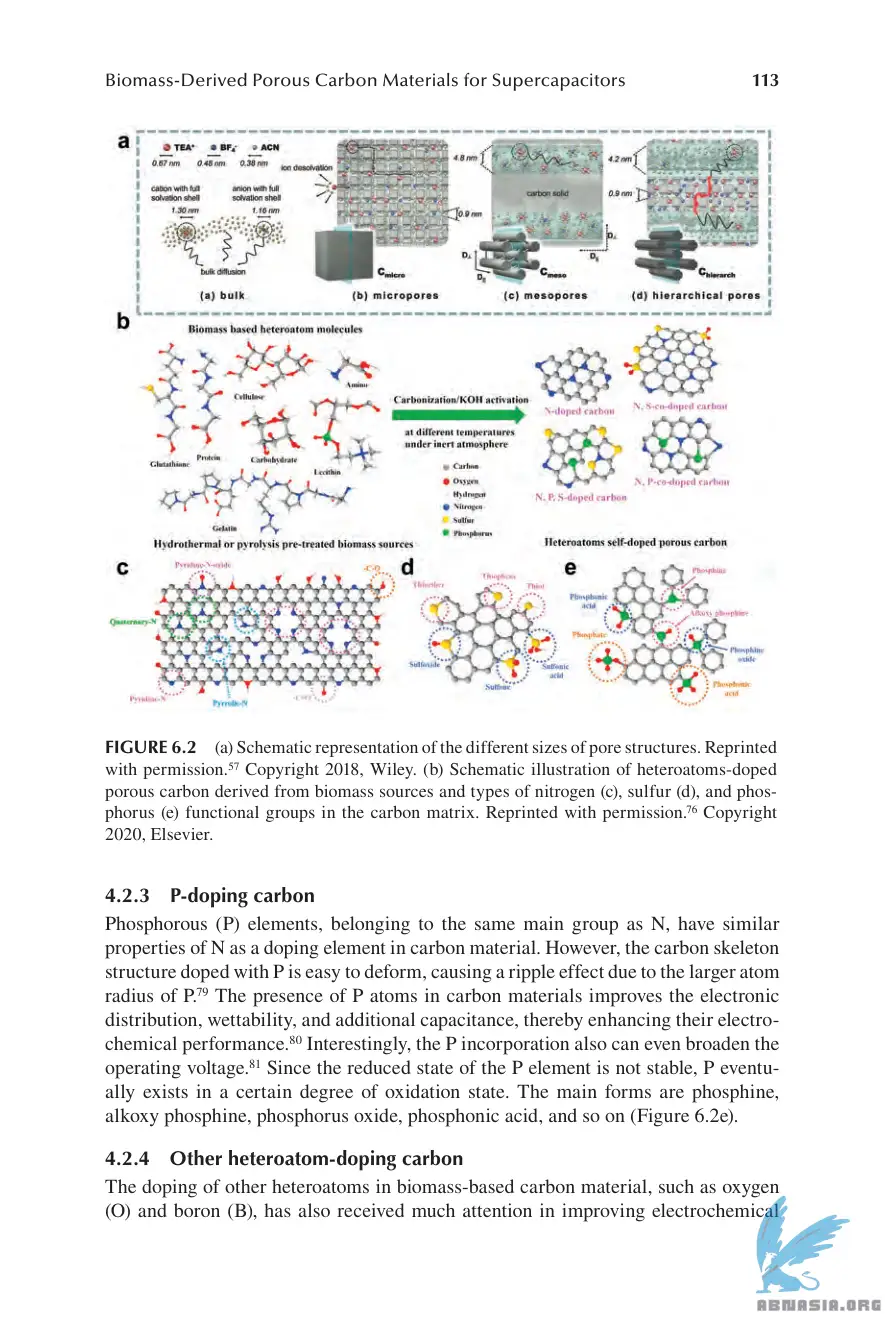 Biomass-Derived Porous Carbon Materials for Supercapacitors 113
a
TEA+ BF4- ACN
0.67 nm 0.48 nm 0.38 nm
cation with full solvation shell
anion with full solvation shell
1.30 nm 1.16 nm
bulk diffusion
(a) bulk
ion desolvation
0.9 nm
Cmicro
(b) micropores
4.8 nm
carbon solid
D⊥
D∥
D⊥
D∥
Cmeso
(c) mesopores
4.2 nm
0.9 nm
Chierarch
(d) hierarchical pores
b
Biomass based heteroatom molecules
Cellulose
Amino
Glutathione
Protein
Carbohydrate
Lecithin
Gelatin
Hydrothermal or pyrolysis pre-treated biomass sources
Carbonization/KOH activation
at different temperatures
under inert atmosphere
Carbon
Oxygen
Hydrogen
Nitrogen
Sulfur
Phosphorus
N-doped carbon
N, S-co-doped carbon
N, P, S-doped carbon
N, P-co-doped carbon
Heteroatoms self-doped porous carbon
c
Pyridine-N-oxide
-C-O
Quaternary-N
Pyridinic-N
Pyrrolic-N
d
Thioether
Thiophene
Thiol
Sulfoxide
Sulfone
Sulfonic
acid
e
Phosphine
Phosphonic
acid
Alkoxy phosphine
Phosphate
Phosphine
oxide
Phosphonic
acid
FIGURE 6.2 (a) Schematic representation of the different sizes of pore structures. Reprinted
with permission.57 Copyright 2018, Wiley. (b) Schematic illustration of heteroatoms-doped
porous carbon derived from biomass sources and types of nitrogen (c), sulfur (d), and phos-
phorus (e) functional groups in the carbon matrix. Reprinted with permission.76 Copyright
2020, Elsevier.
4.2.3 P-doping carbon
Phosphorous (P) elements, belonging to the same main group as N, have similar
properties of N as a doping element in carbon material. However, the carbon skeleton
structure doped with P is easy to deform, causing a ripple effect due to the larger atom
radius of P.79 The presence of P atoms in carbon materials improves the electronic
distribution, wettability, and additional capacitance, thereby enhancing their electro-
chemical performance.80 Interestingly, the P incorporation also can even broaden the
operating voltage.81 Since the reduced state of the P element is not stable, P eventu-
ally exists in a certain degree of oxidation state. The main forms are phosphine,
alkoxy phosphine, phosphorus oxide, phosphonic acid, and so on (Figure 6.2e).
4.2.4 Other heteroatom-doping carbon
The doping of other heteroatoms in biomass-based carbon material, such as oxygen
(O) and boron (B), has also received much attention in improving electrochemical
ABNASIA.ORG